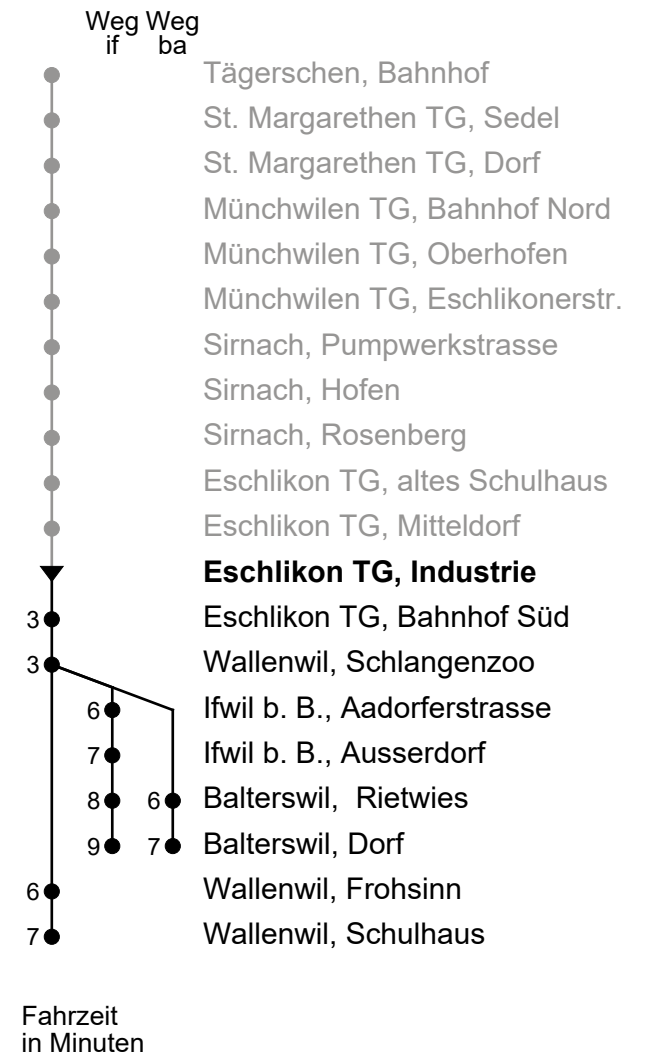 Weg Weg
if ba
Tägerschen, Bahnhof
St. Margarethen TG, Sedel
St. Margarethen TG, Dorf
Münchwilen TG, Bahnhof Nord
Münchwilen TG, Oberhofen
Münchwilen TG, Eschlikonerstr.
Sirnach, Pumpwerkstrasse
Sirnach, Hofen
Sirnach, Rosenberg
Eschlikon TG, altes Schulhaus
Eschlikon TG, Mitteldorf
Eschlikon TG, Industrie
3 Eschlikon TG, Bahnhof Süd
3 Wallenwil, Schlangenzoo
6 Ifwil b. B., Aadorferstrasse
7 Ifwil b. B., Ausserdorf
8 6 Balterswil, Rietwies
9 7 Balterswil, Dorf
6 Wallenwil, Frohsinn
7 Wallenwil, Schulhaus
Fahrzeit
in Minuten